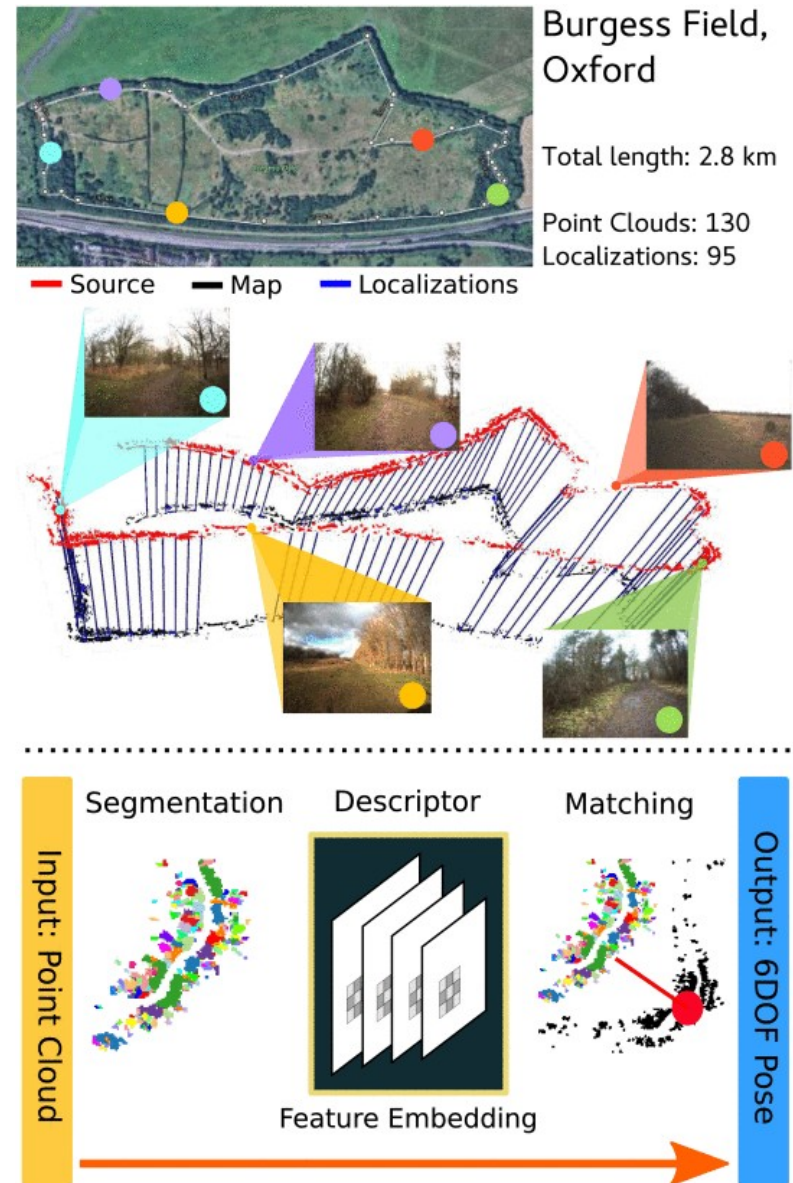 Burgess Field,
Oxford
Total length: 2.8 km
Point Clouds: 130
Localizations: 95
Source
Map
Localizations
Segmentation
Descriptor
Matching
Input: Point Cloud
Output: 6DOF Pose
Feature Embedding